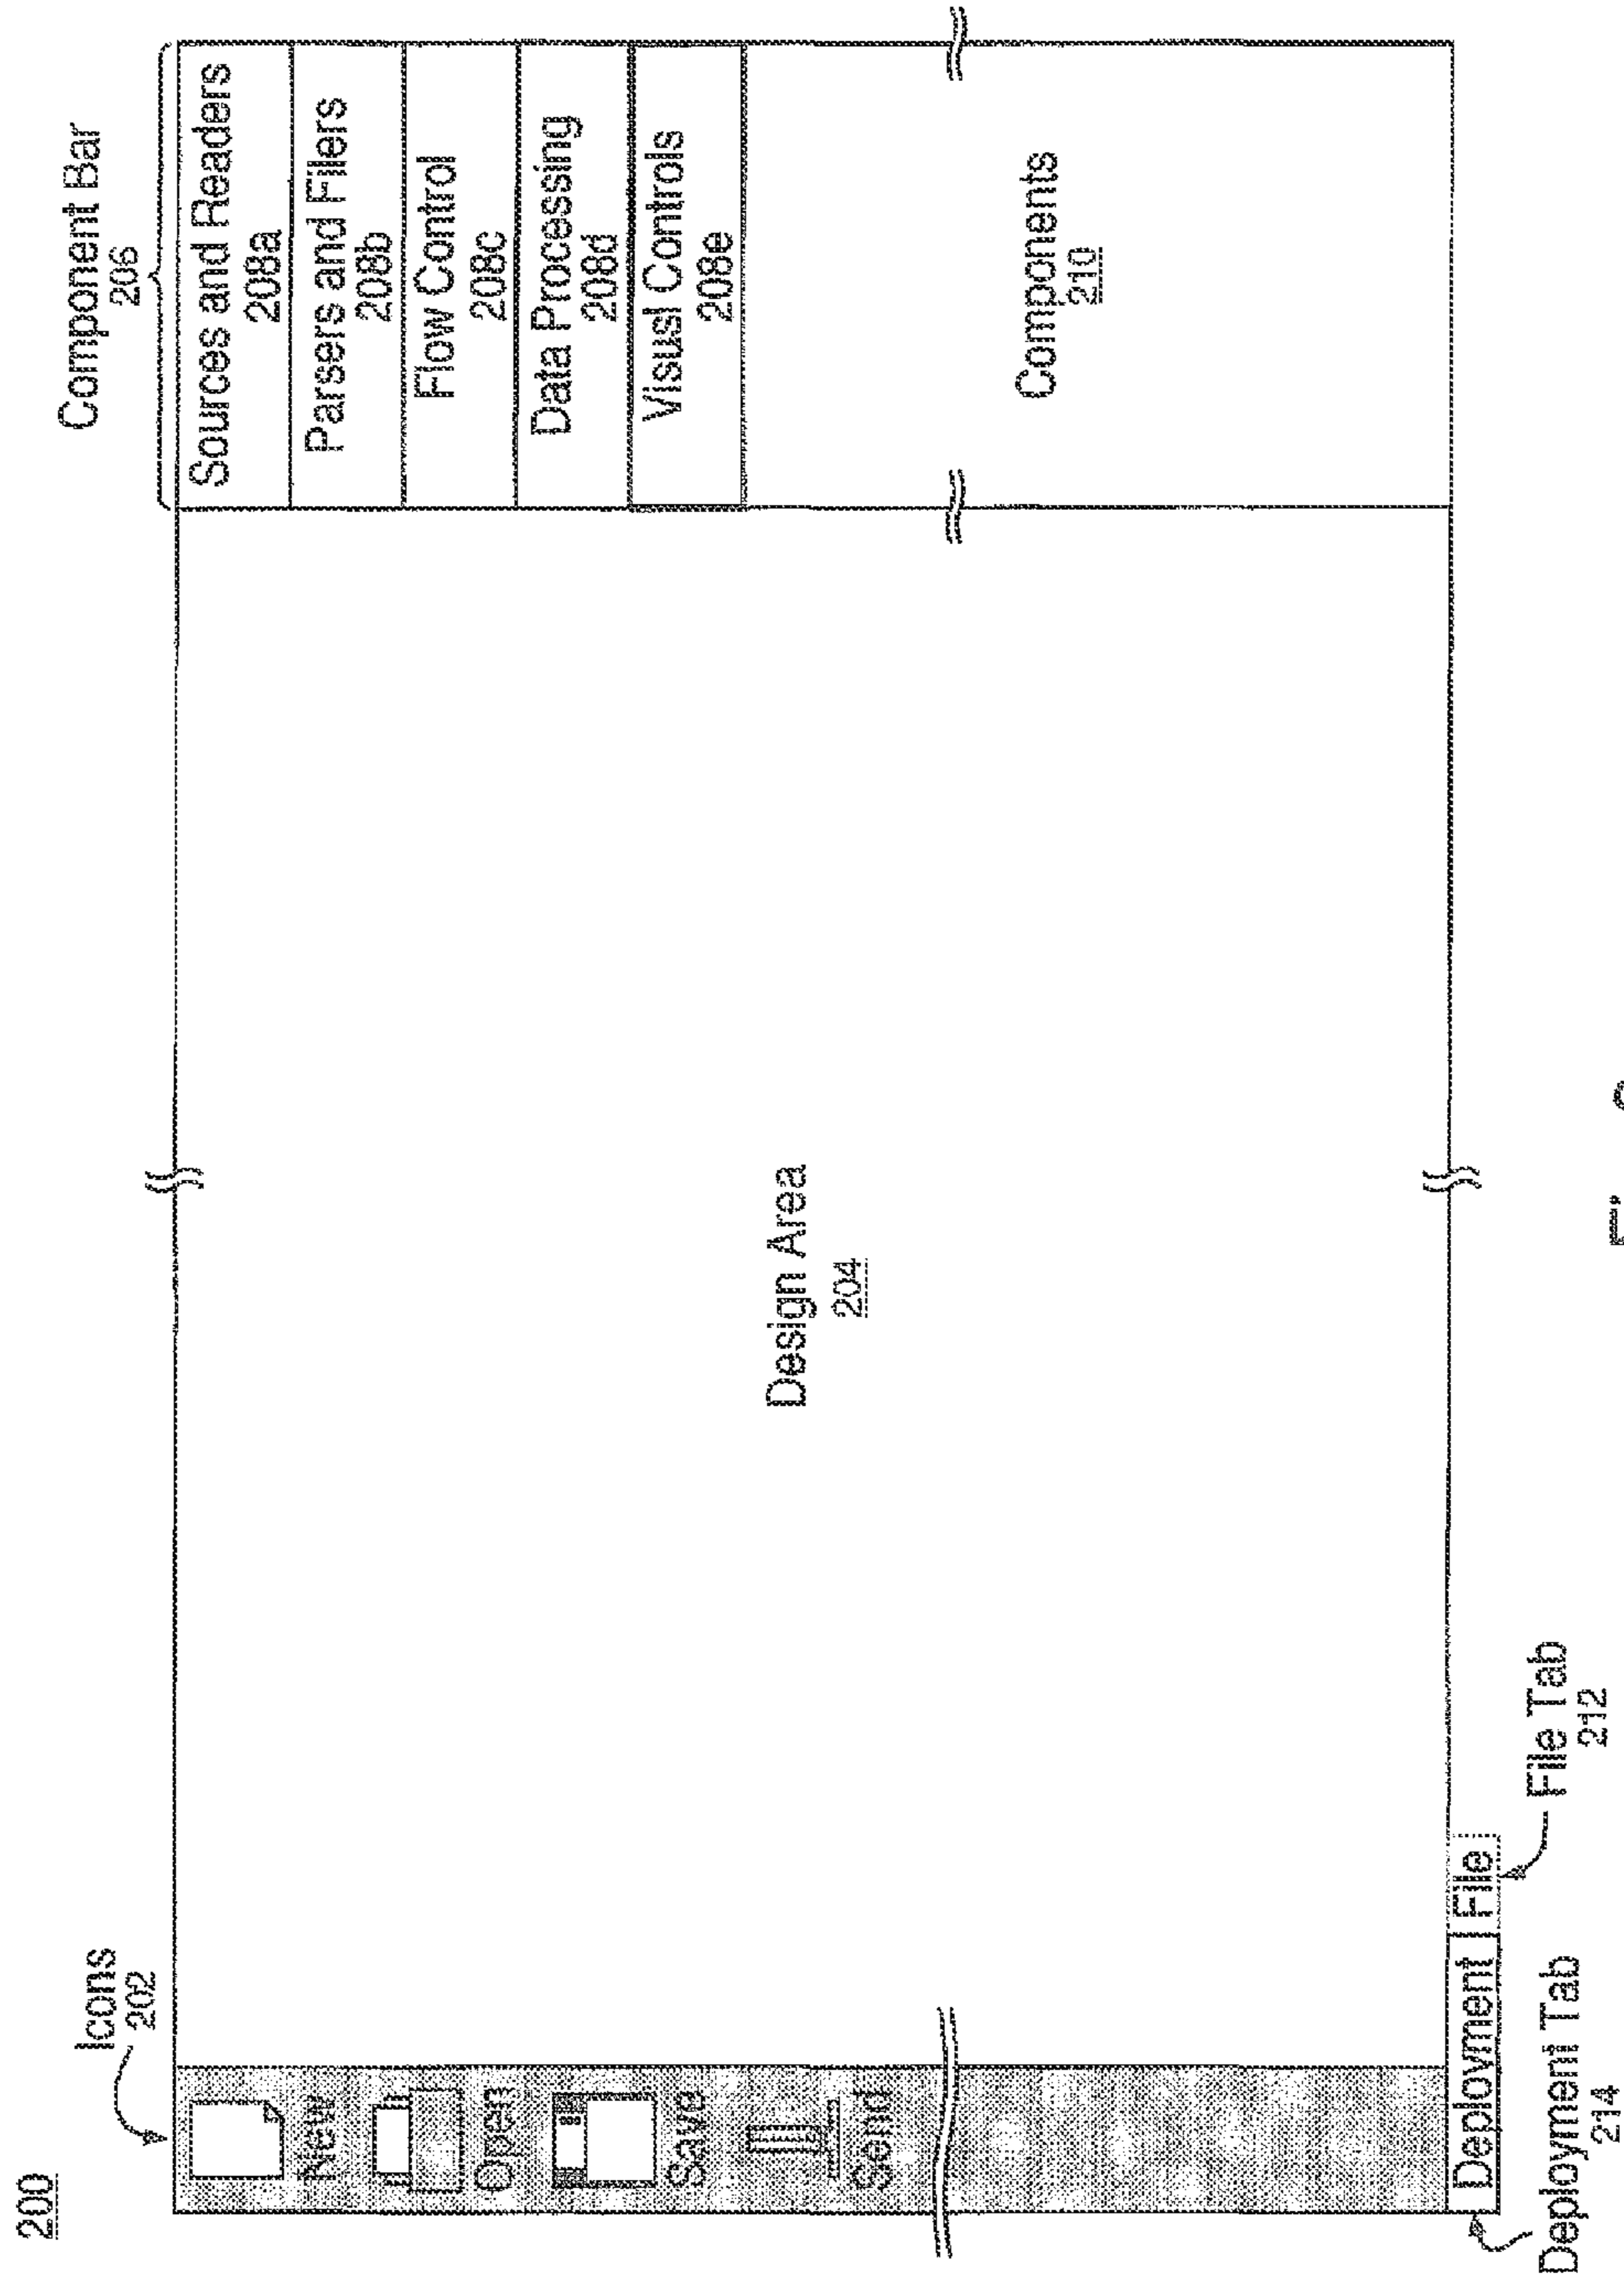 200
Icons
202
Component Bar
206
New
Open
Save
Send
Design Area
204
Sources and Readers
208a
Parsers and Filers
208b
Flow Control
208c
Data Processing
208d
Visusl Controls
208e
Components
210
Deployment
File
Deployment Tab
214
File Tab
212